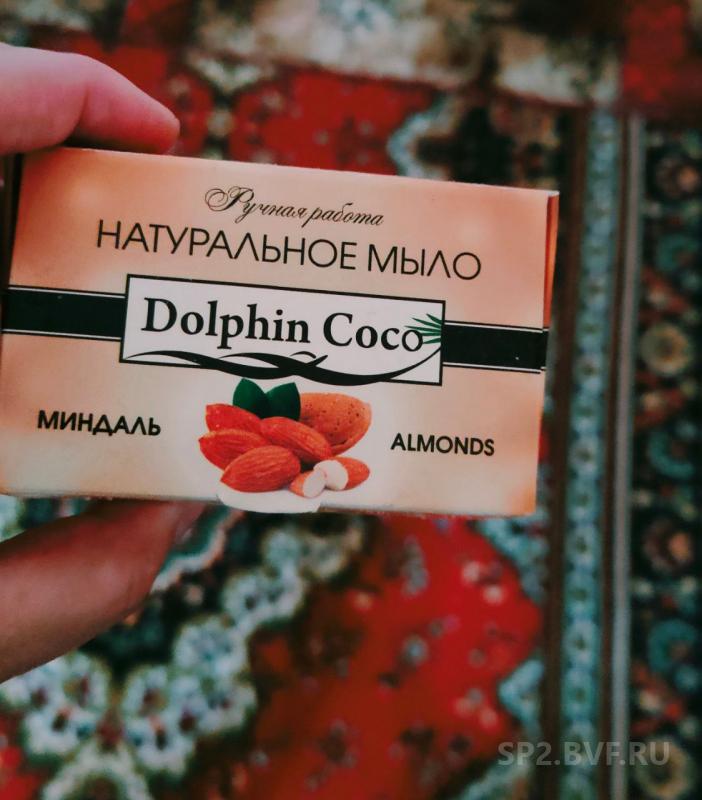 Ручная работа
НАТУРАЛЬНОЕ МЫЛО
Dolphin Coco
МИНДАЛЬ
ALMONDS
SP2.BVF.RU